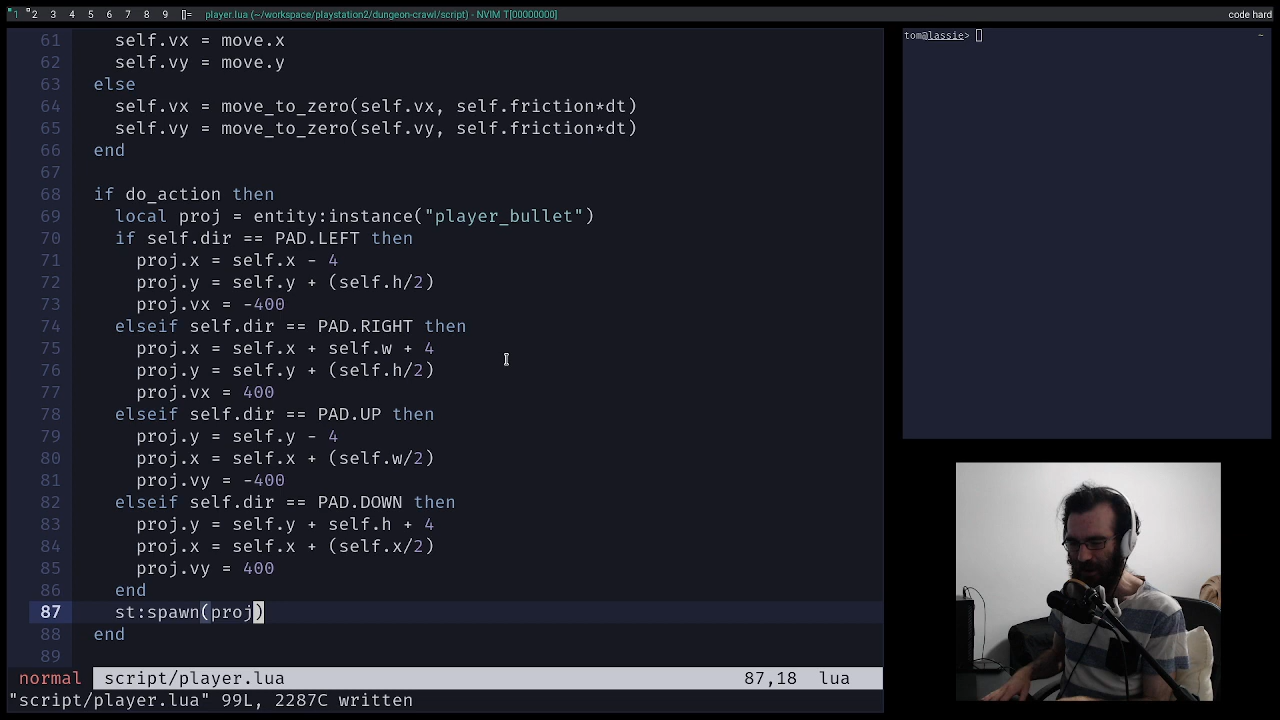 1 2 3 4 5 6 7 8 9 []= player.lua (~/workspace/playstation2/dungeon-crawl/script) - NVIM T[00000000] code hard
61 self.vx = move.x
62 self.vy = move.y
63 else
64 self.vx = move_to_zero(self.vx, self.friction*dt)
65 self.vy = move_to_zero(self.vy, self.friction*dt)
66 end
67
68 if do_action then
69 local proj = entity:instance("player_bullet")
70 if self.dir == PAD.LEFT then
71 proj.x = self.x - 4
72 proj.y = self.y + (self.h/2)
73 proj.vx = -400
74 elseif self.dir == PAD.RIGHT then
75 proj.x = self.x + self.w + 4
76 proj.y = self.y + (self.h/2)
77 proj.vx = 400
78 elseif self.dir == PAD.UP then
79 proj.y = self.y - 4
80 proj.x = self.x + (self.w/2)
81 proj.vy = -400
82 elseif self.dir == PAD.DOWN then
83 proj.y = self.y + self.h + 4
84 proj.x = self.x + (self.x/2)
85 proj.vy = 400
86 end
87 st:spawn(proj)
88 end
89
normal script/player.lua 87,18 lua
"script/player.lua" 99L, 2287C written
tom@lassie> ~